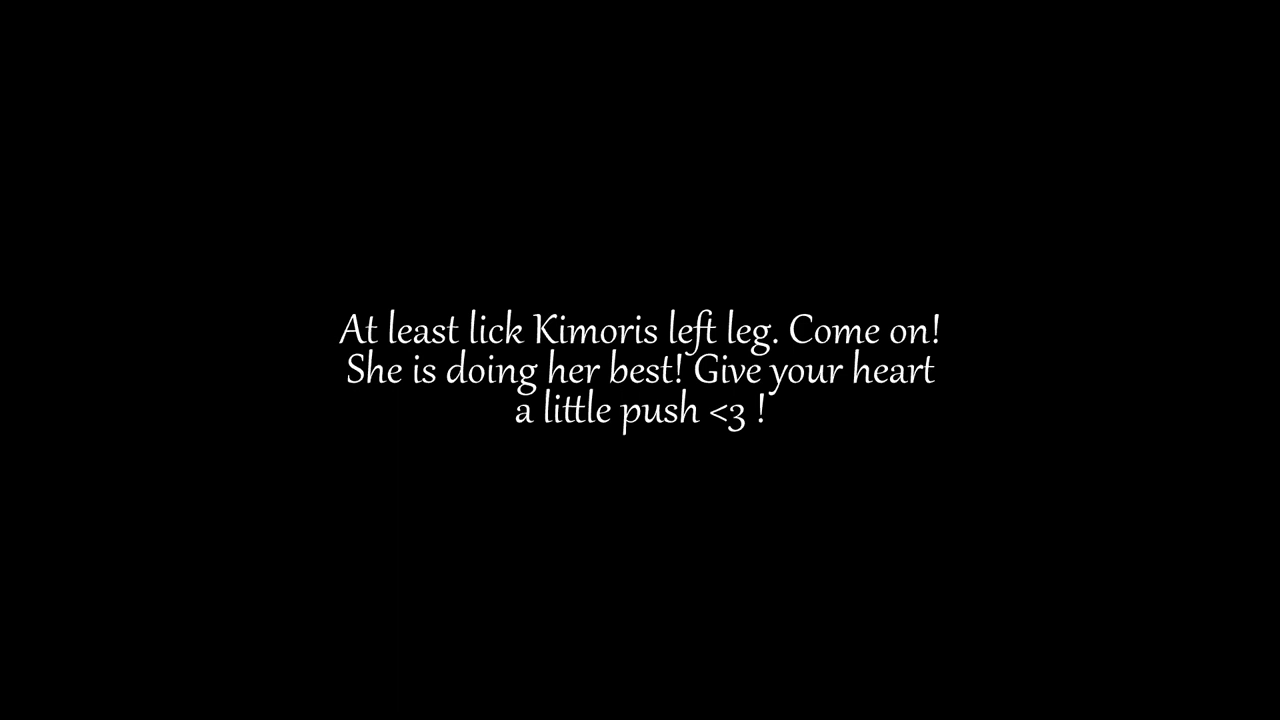 At least lick Kimoris left leg. Come on!
She is doing her best! Give your heart
a little push <3 !